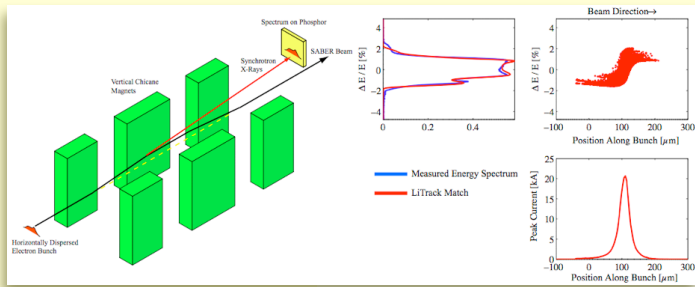 Spectrum on Phosphor
SABER Beam
Synchrotron
X-Rays
Vertical Chicane
Magnets
Horizontally Dispersed
Electron Bunch
Δ E / E [%]
4
2
0
−2
−4
0
0.2
0.4
Measured Energy Spectrum
LiTrack Match
Beam Direction→
Δ E / E [%]
4
2
0
−2
−4
−100
0
100
200
300
Position Along Bunch [μm]
Peak Current [kA]
25
20
15
10
5
0
−100
0
100
200
300
Position Along Bunch [μm]